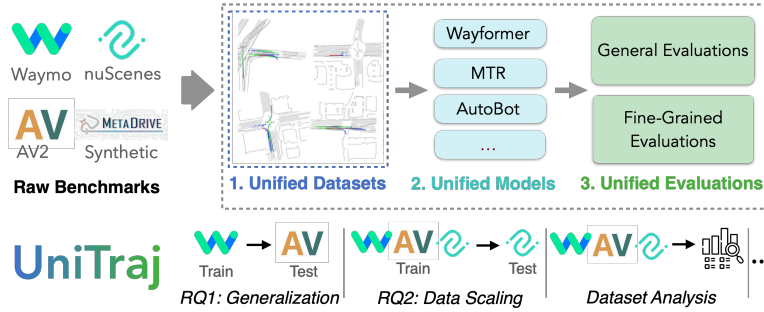 Waymo
nuScenes
AV
AV2
METADRIVE
Synthetic
Raw Benchmarks
1. Unified Datasets
Wayformer
MTR
AutoBot
...
2. Unified Models
General Evaluations
Fine-Grained
Evaluations
3. Unified Evaluations
UniTraj
AV
Train
Test
RQ1: Generalization
AV
Train
Test
RQ2: Data Scaling
AV
Dataset Analysis
..